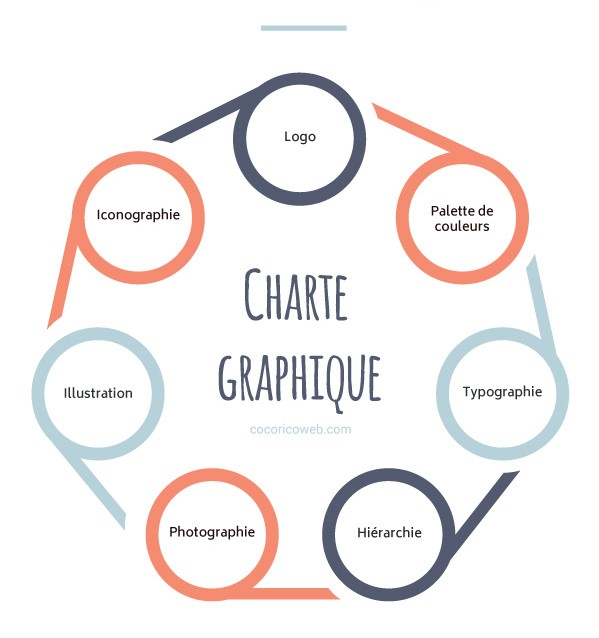 Logo
Palette de
couleurs
Typographie
Hiérarchie
Photographie
Illustration
Iconographie
CHARTE
GRAPHIQUE
cocoricoweb.com